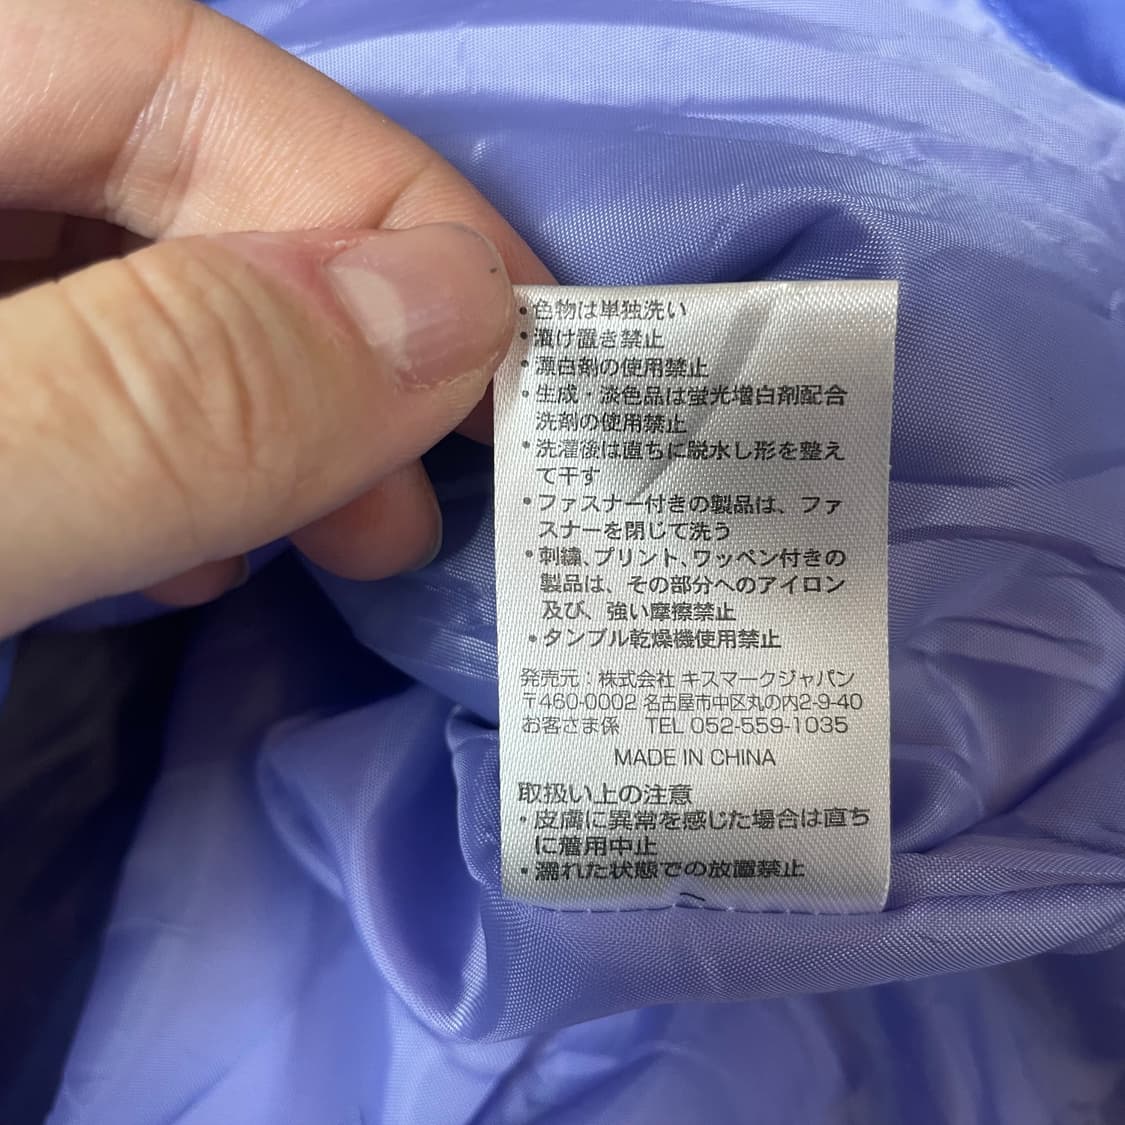 ・色物は単独洗い
・漬け置き禁止
・漂白剤の使用禁止
・生成・淡色品は蛍光増白剤配合
洗剤の使用禁止
・洗濯後は直ちに脱水し形を整え
て干す
・ファスナー付きの製品は、ファ
スナーを閉じて洗う
・刺繍、プリント、ワッペン付きの
製品は、その部分へのアイロン
及び、強い摩擦禁止
・タンブル乾燥機使用禁止
発売元：株式会社 キスマークジャパン
〒460-0002 名古屋市中区丸の内2-9-40
お客さま係 TEL 052-559-1035
MADE IN CHINA
取扱い上の注意
・皮膚に異常を感じた場合は直ち
に着用中止
・濡れた状態での放置禁止